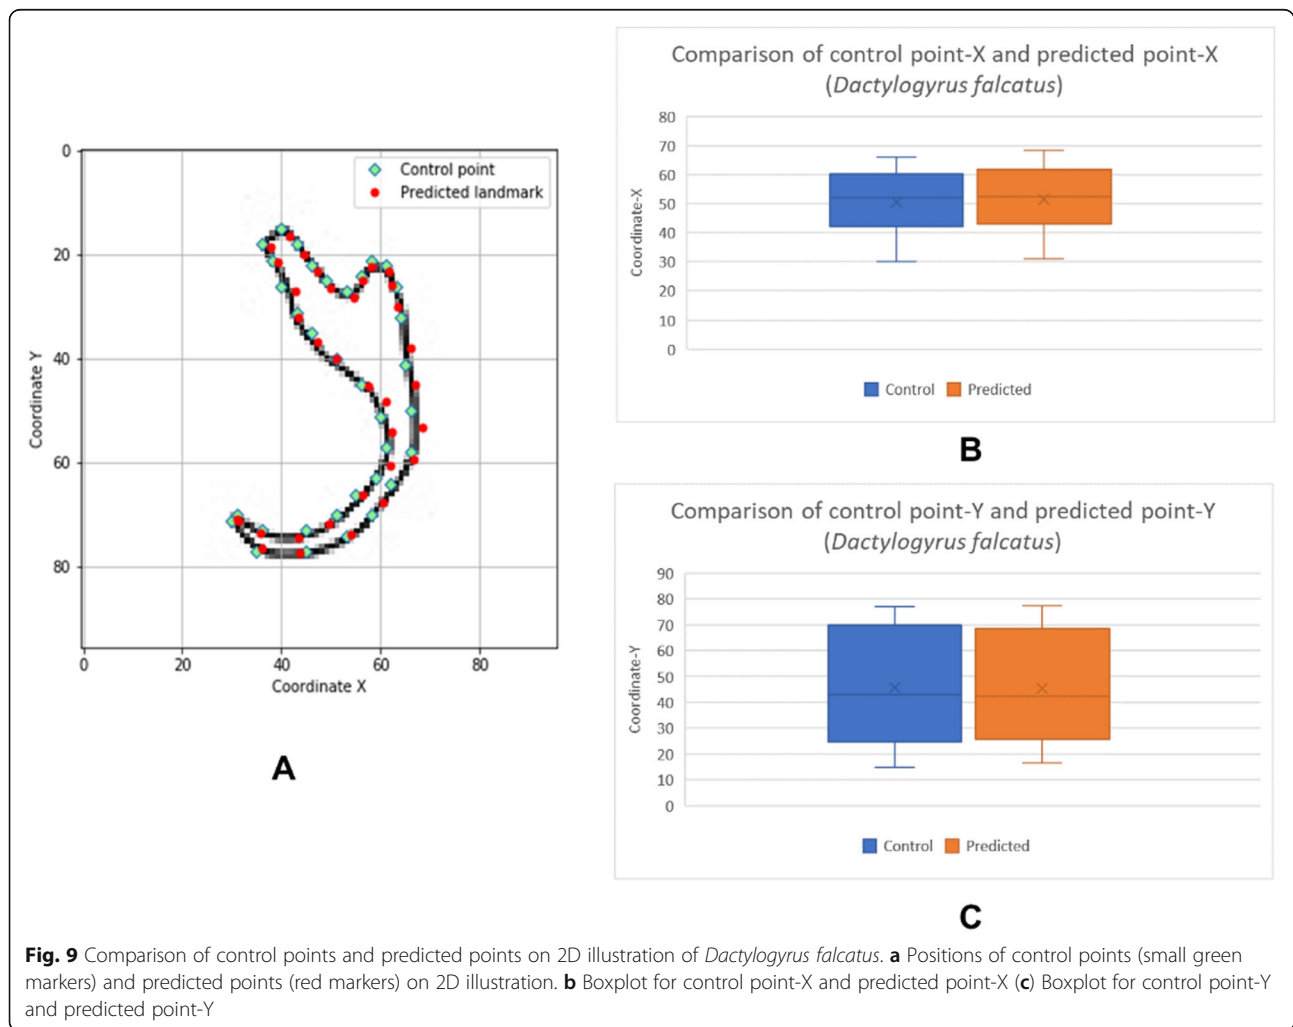 0
20
40
60
80
Coordinate Y
Control point
Predicted landmark
0
20
40
60
80
Coordinate X
A
Comparison of control point-X and predicted point-X
(Dactylogyrus falcatus)
80
70
60
50
40
30
20
10
0
Coordinate-X
Control
Predicted
B
Comparison of control point-Y and predicted point-Y
(Dactylogyrus falcatus)
90
80
70
60
50
40
30
20
10
0
Coordinate-Y
Control
Predicted
C
Fig. 9 Comparison of control points and predicted points on 2D illustration of Dactylogyrus falcatus. a Positions of control points (small green
markers) and predicted points (red markers) on 2D illustration. b Boxplot for control point-X and predicted point-X (c) Boxplot for control point-Y
and predicted point-Y